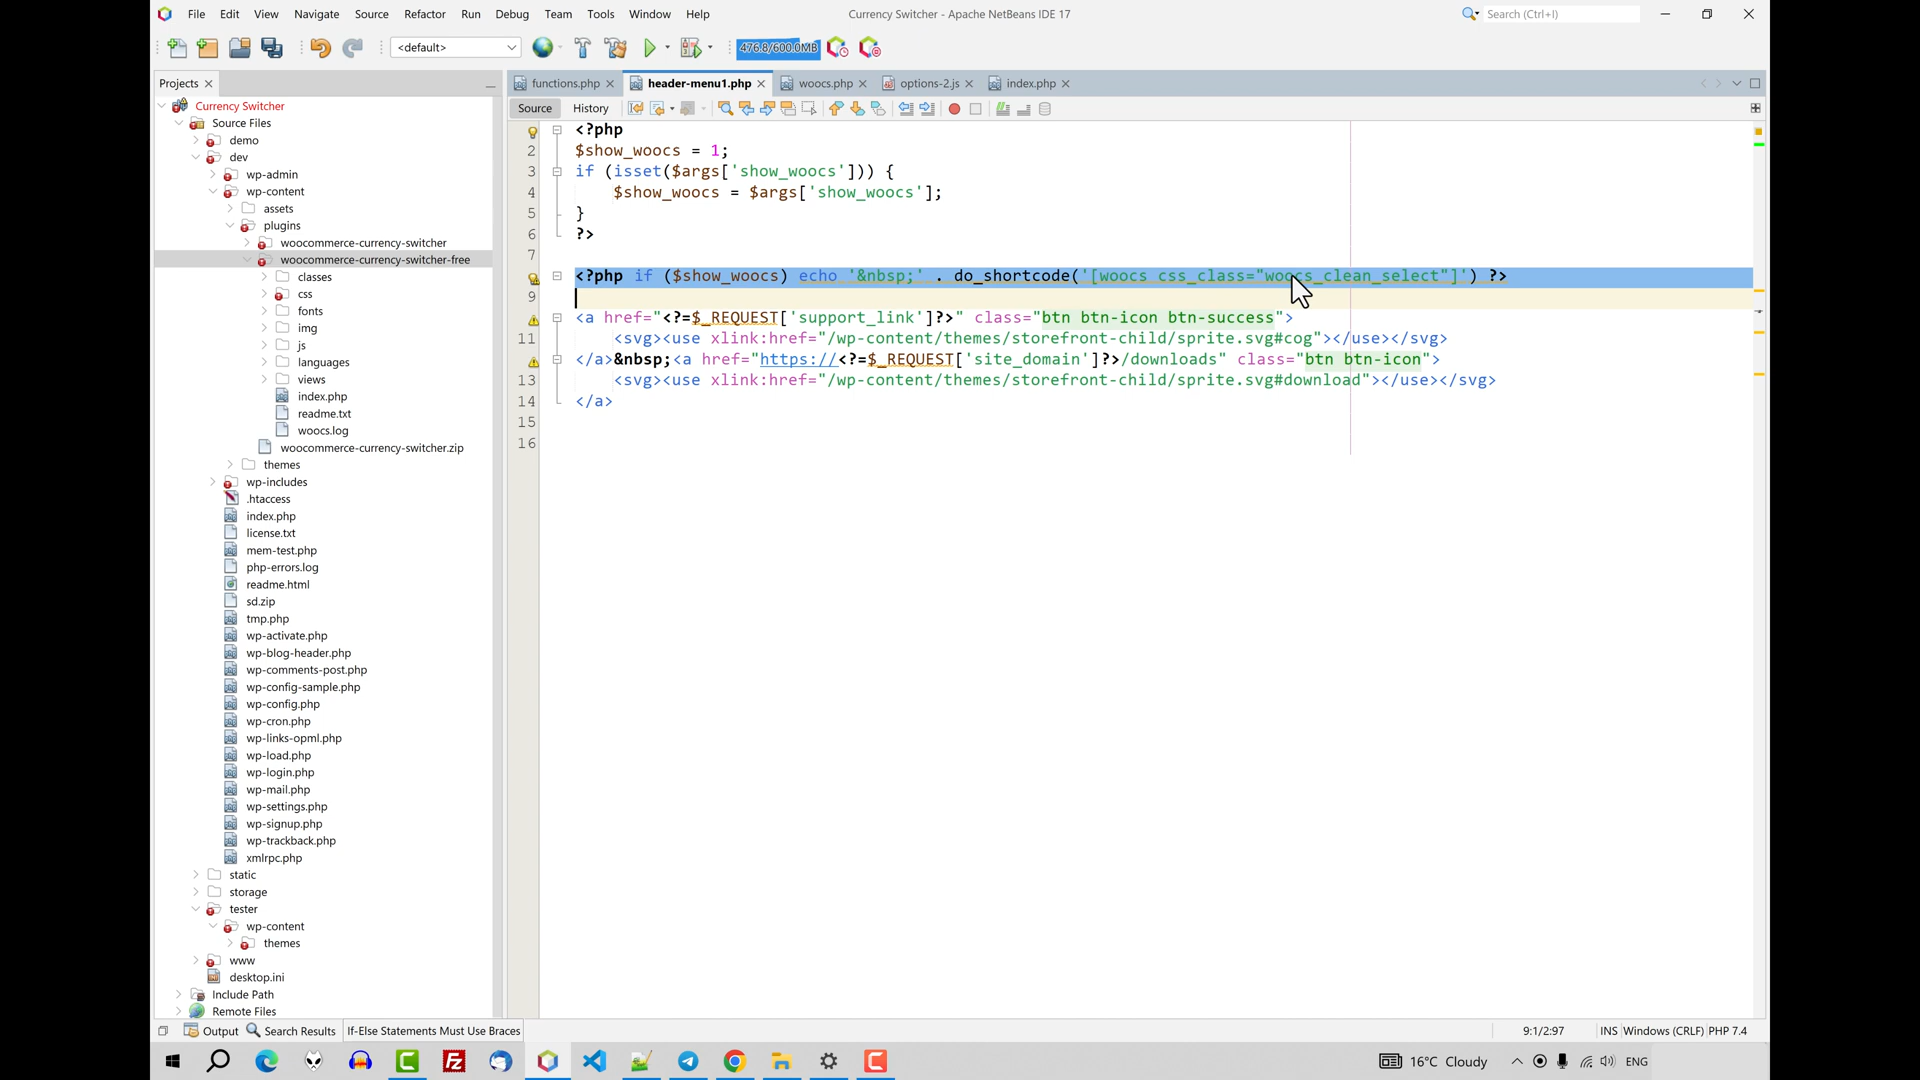 File Edit View Navigate Source Refactor Run Debug Team Tools Window Help
Currency Switcher - Apache NetBeans IDE 17
Search (Ctrl+I)
<default>
476.8/600.0MB
Projects
functions.php
header-menu1.php
woocs.php
options-2.js
index.php
Source History
Currency Switcher
Source Files
demo
dev
wp-admin
wp-content
assets
plugins
woocommerce-currency-switcher
woocommerce-currency-switcher-free
classes
css
fonts
img
js
languages
views
index.php
readme.txt
woocs.log
woocommerce-currency-switcher.zip
themes
wp-includes
.htaccess
index.php
license.txt
mem-test.php
php-errors.log
readme.html
sd.zip
tmp.php
wp-activate.php
wp-blog-header.php
wp-comments-post.php
wp-config-sample.php
wp-config.php
wp-cron.php
wp-links-opml.php
wp-load.php
wp-login.php
wp-mail.php
wp-settings.php
wp-signup.php
wp-trackback.php
xmlrpc.php
static
storage
tester
wp-content
themes
www
desktop.ini
Include Path
Remote Files
<?php
2 $show_woocs = 1;
3 if (isset($args['show_woocs'])) {
4 $show_woocs = $args['show_woocs'];
5 }
6 ?>
7
<?php if ($show_woocs) echo '&nbsp;' . do_shortcode('[woocs css_class="woocs_clean_select"]') ?>
9
<a href="<?=$_REQUEST['support_link']?>" class="btn btn-icon btn-success">
11 <svg><use xlink:href="/wp-content/themes/storefront-child/sprite.svg#cog"></use></svg>
</a>&nbsp;<a href="https://<?=$_REQUEST['site_domain']?>/downloads" class="btn btn-icon">
13 <svg><use xlink:href="/wp-content/themes/storefront-child/sprite.svg#download"></use></svg>
14 </a>
15
16
Output Search Results If-Else Statements Must Use Braces
9:1/2:97 INS Windows (CRLF) PHP 7.4
16°C Cloudy
ENG